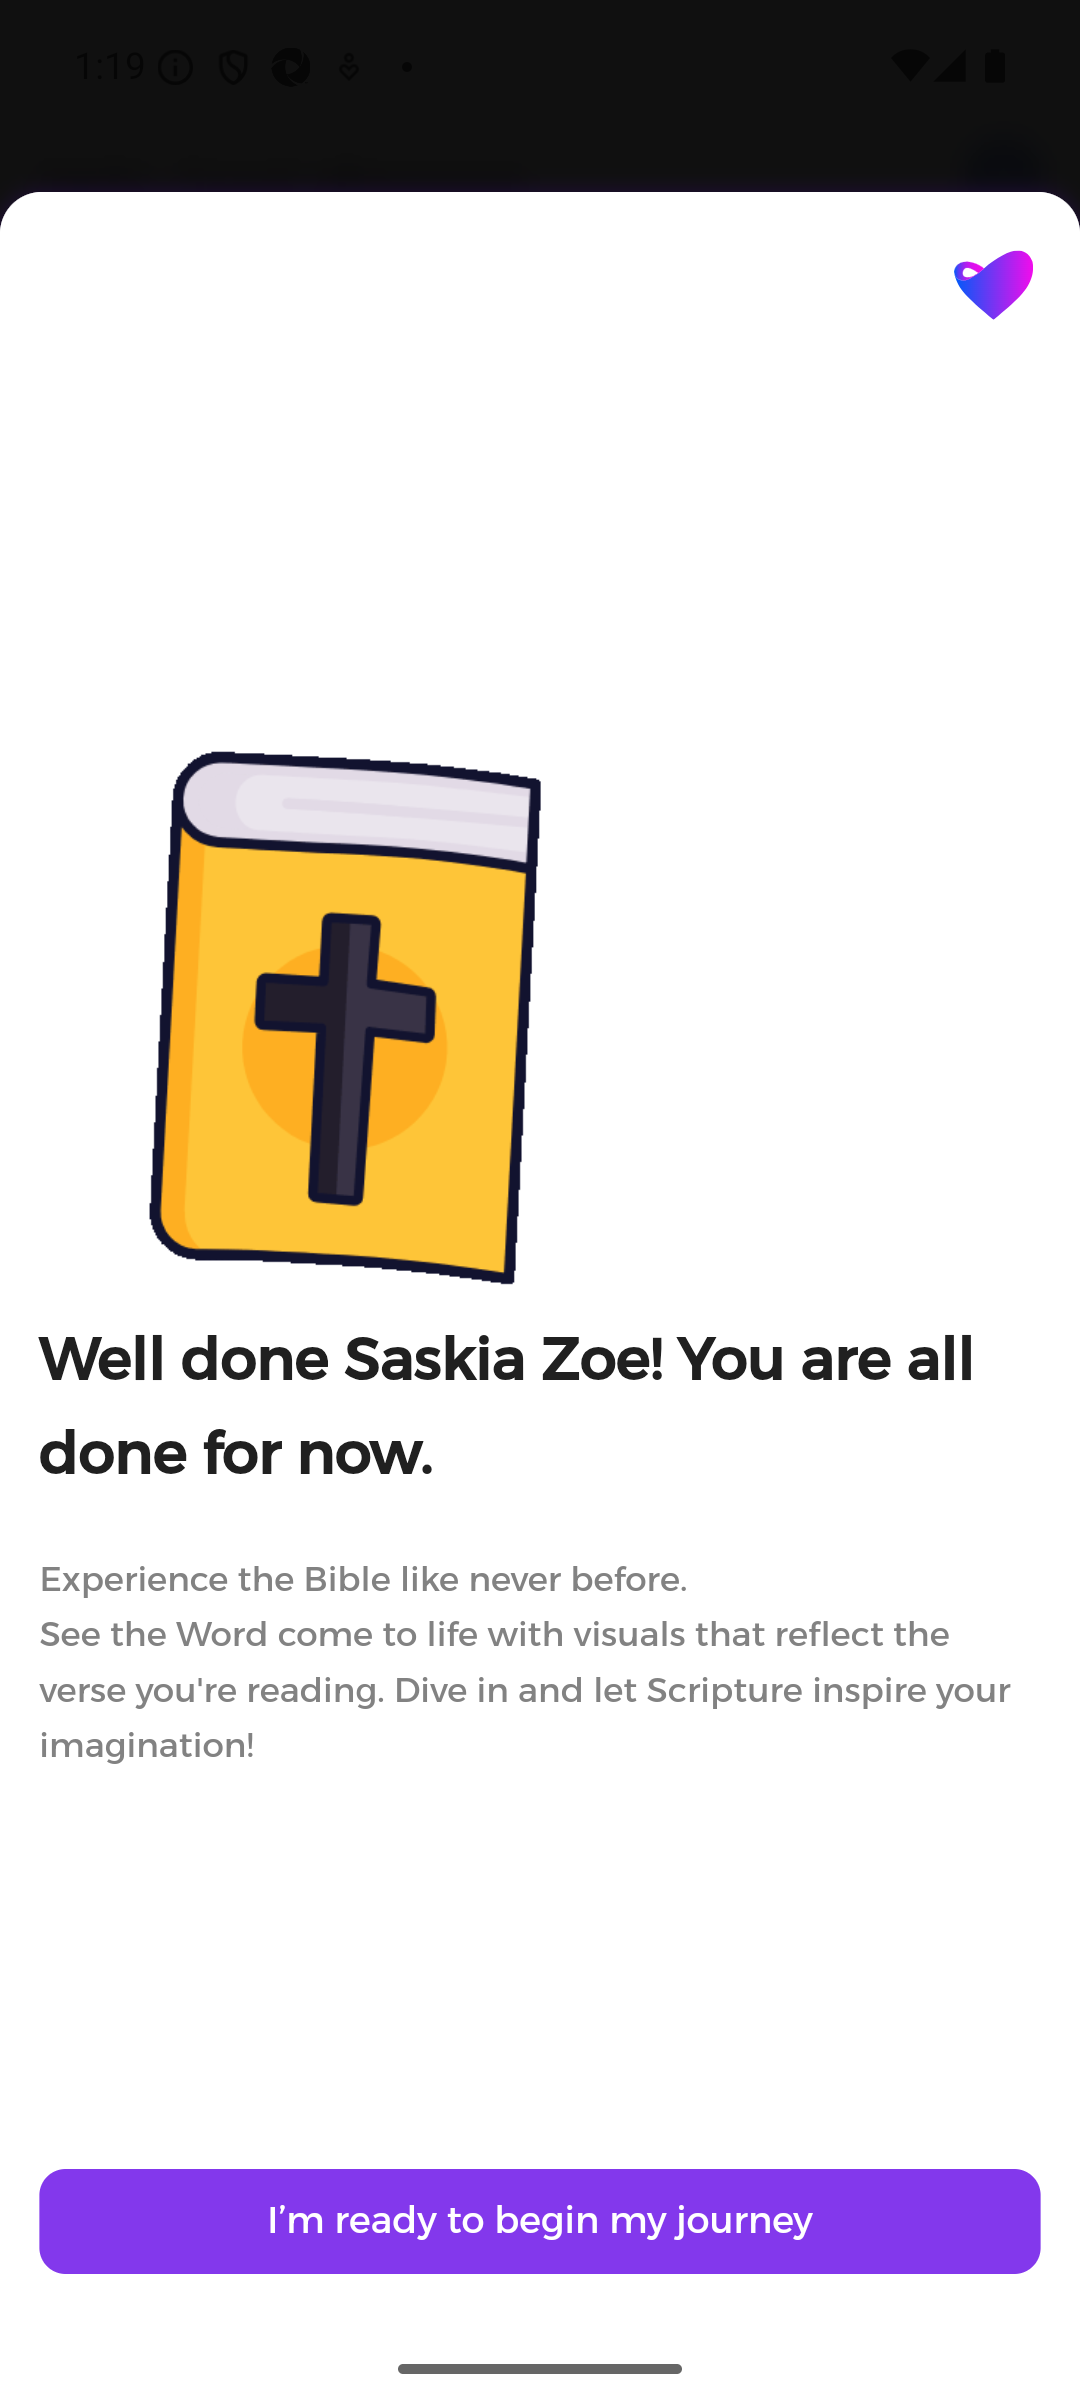 1:19
Well done Saskia Zoe! You are all
done for now.
Experience the Bible like never before.
See the Word come to life with visuals that reflect the
verse you're reading. Dive in and let Scripture inspire your
imagination!
I’m ready to begin my journey